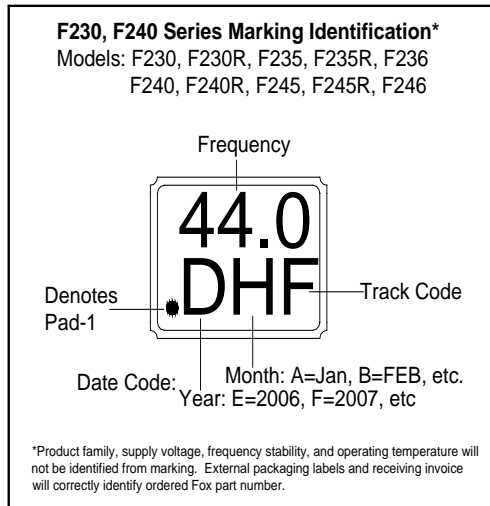 F230, F240 Series Marking Identification*
Models: F230, F230R, F235, F235R, F236
F240, F240R, F245, F245R, F246
Frequency
44.0
.DHF
Track Code
Denotes
Pad-1
Date Code:
Month: A=Jan, B=FEB, etc.
Year: E=2006, F=2007, etc
*Product family, supply voltage, frequency stability, and operating temperature will
not be identified from marking. External packaging labels and receiving invoice
will correctly identify ordered Fox part number.